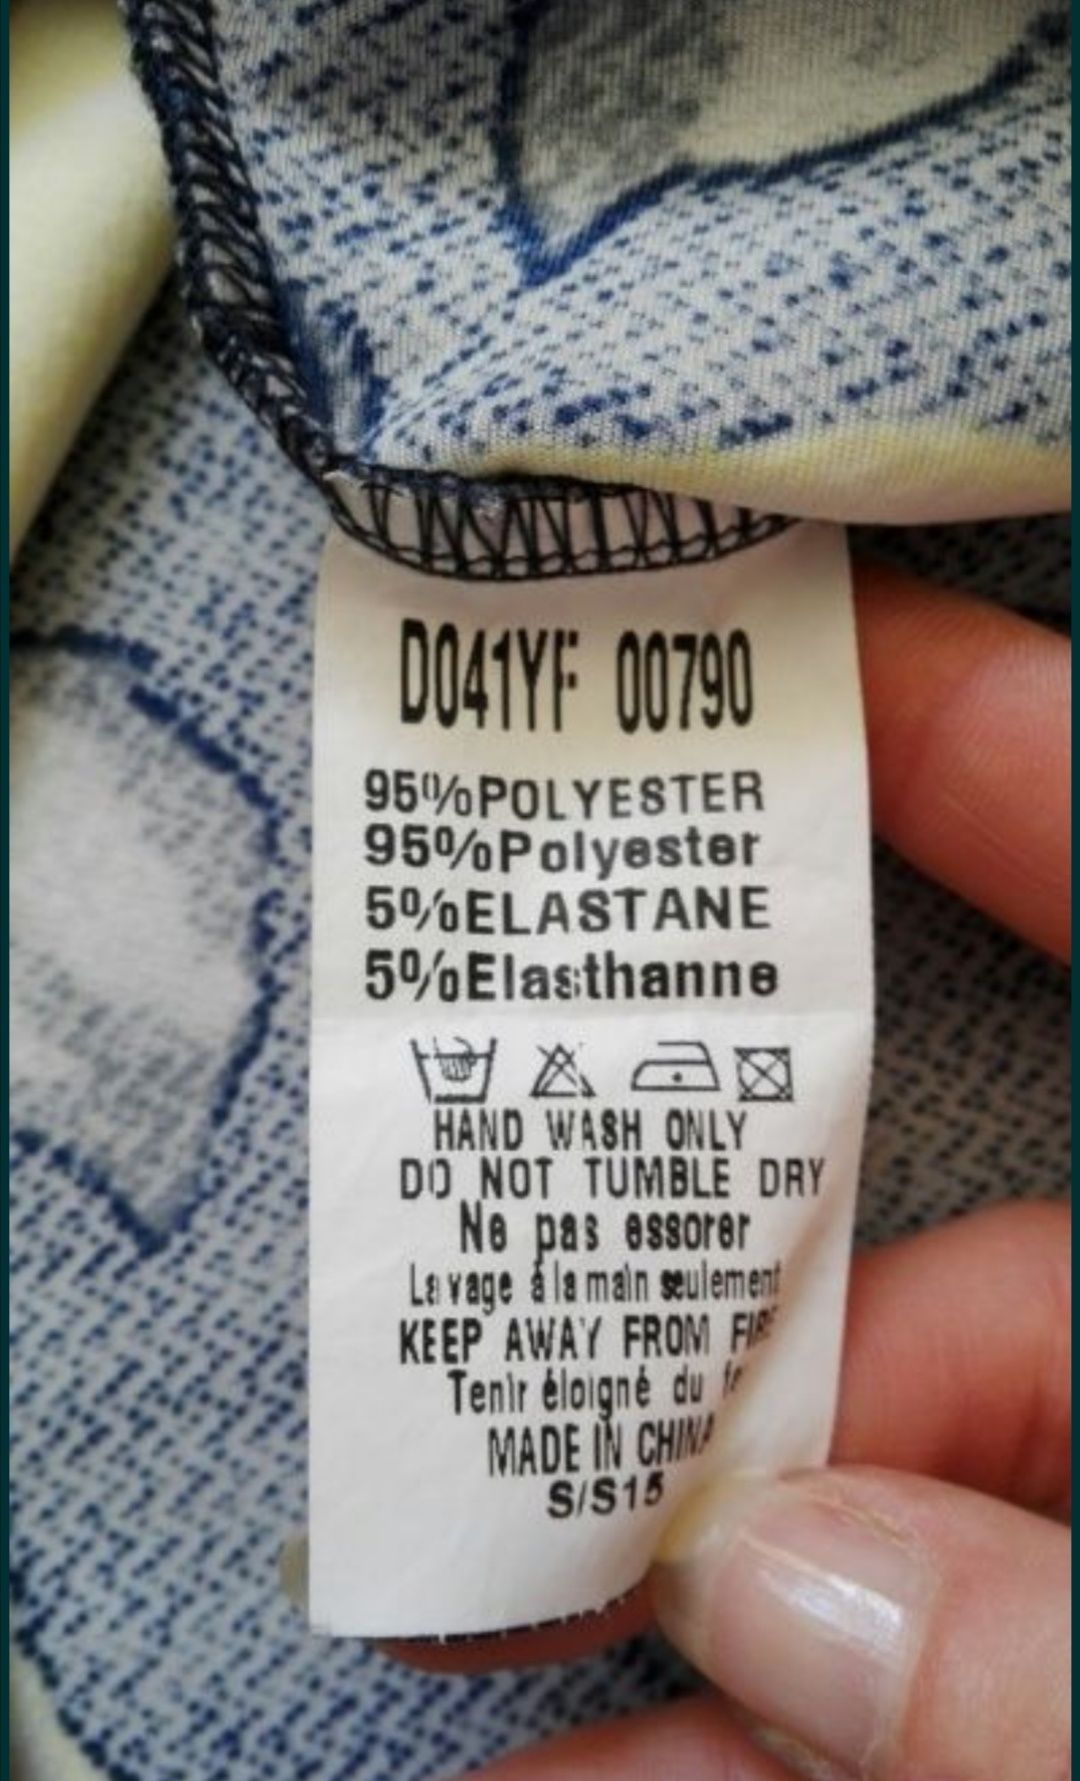 D041YF 00790
95%POLYESTER
95%Polyester
5%ELASTANE
5%Elasthanne
HAND WASH ONLY
DO NOT TUMBLE DRY
Ne pas essorer
Lavage à la main seulement
KEEP AWAY FROM FIRE
Tenir éloigné du
MADE IN CHINA
S/S15